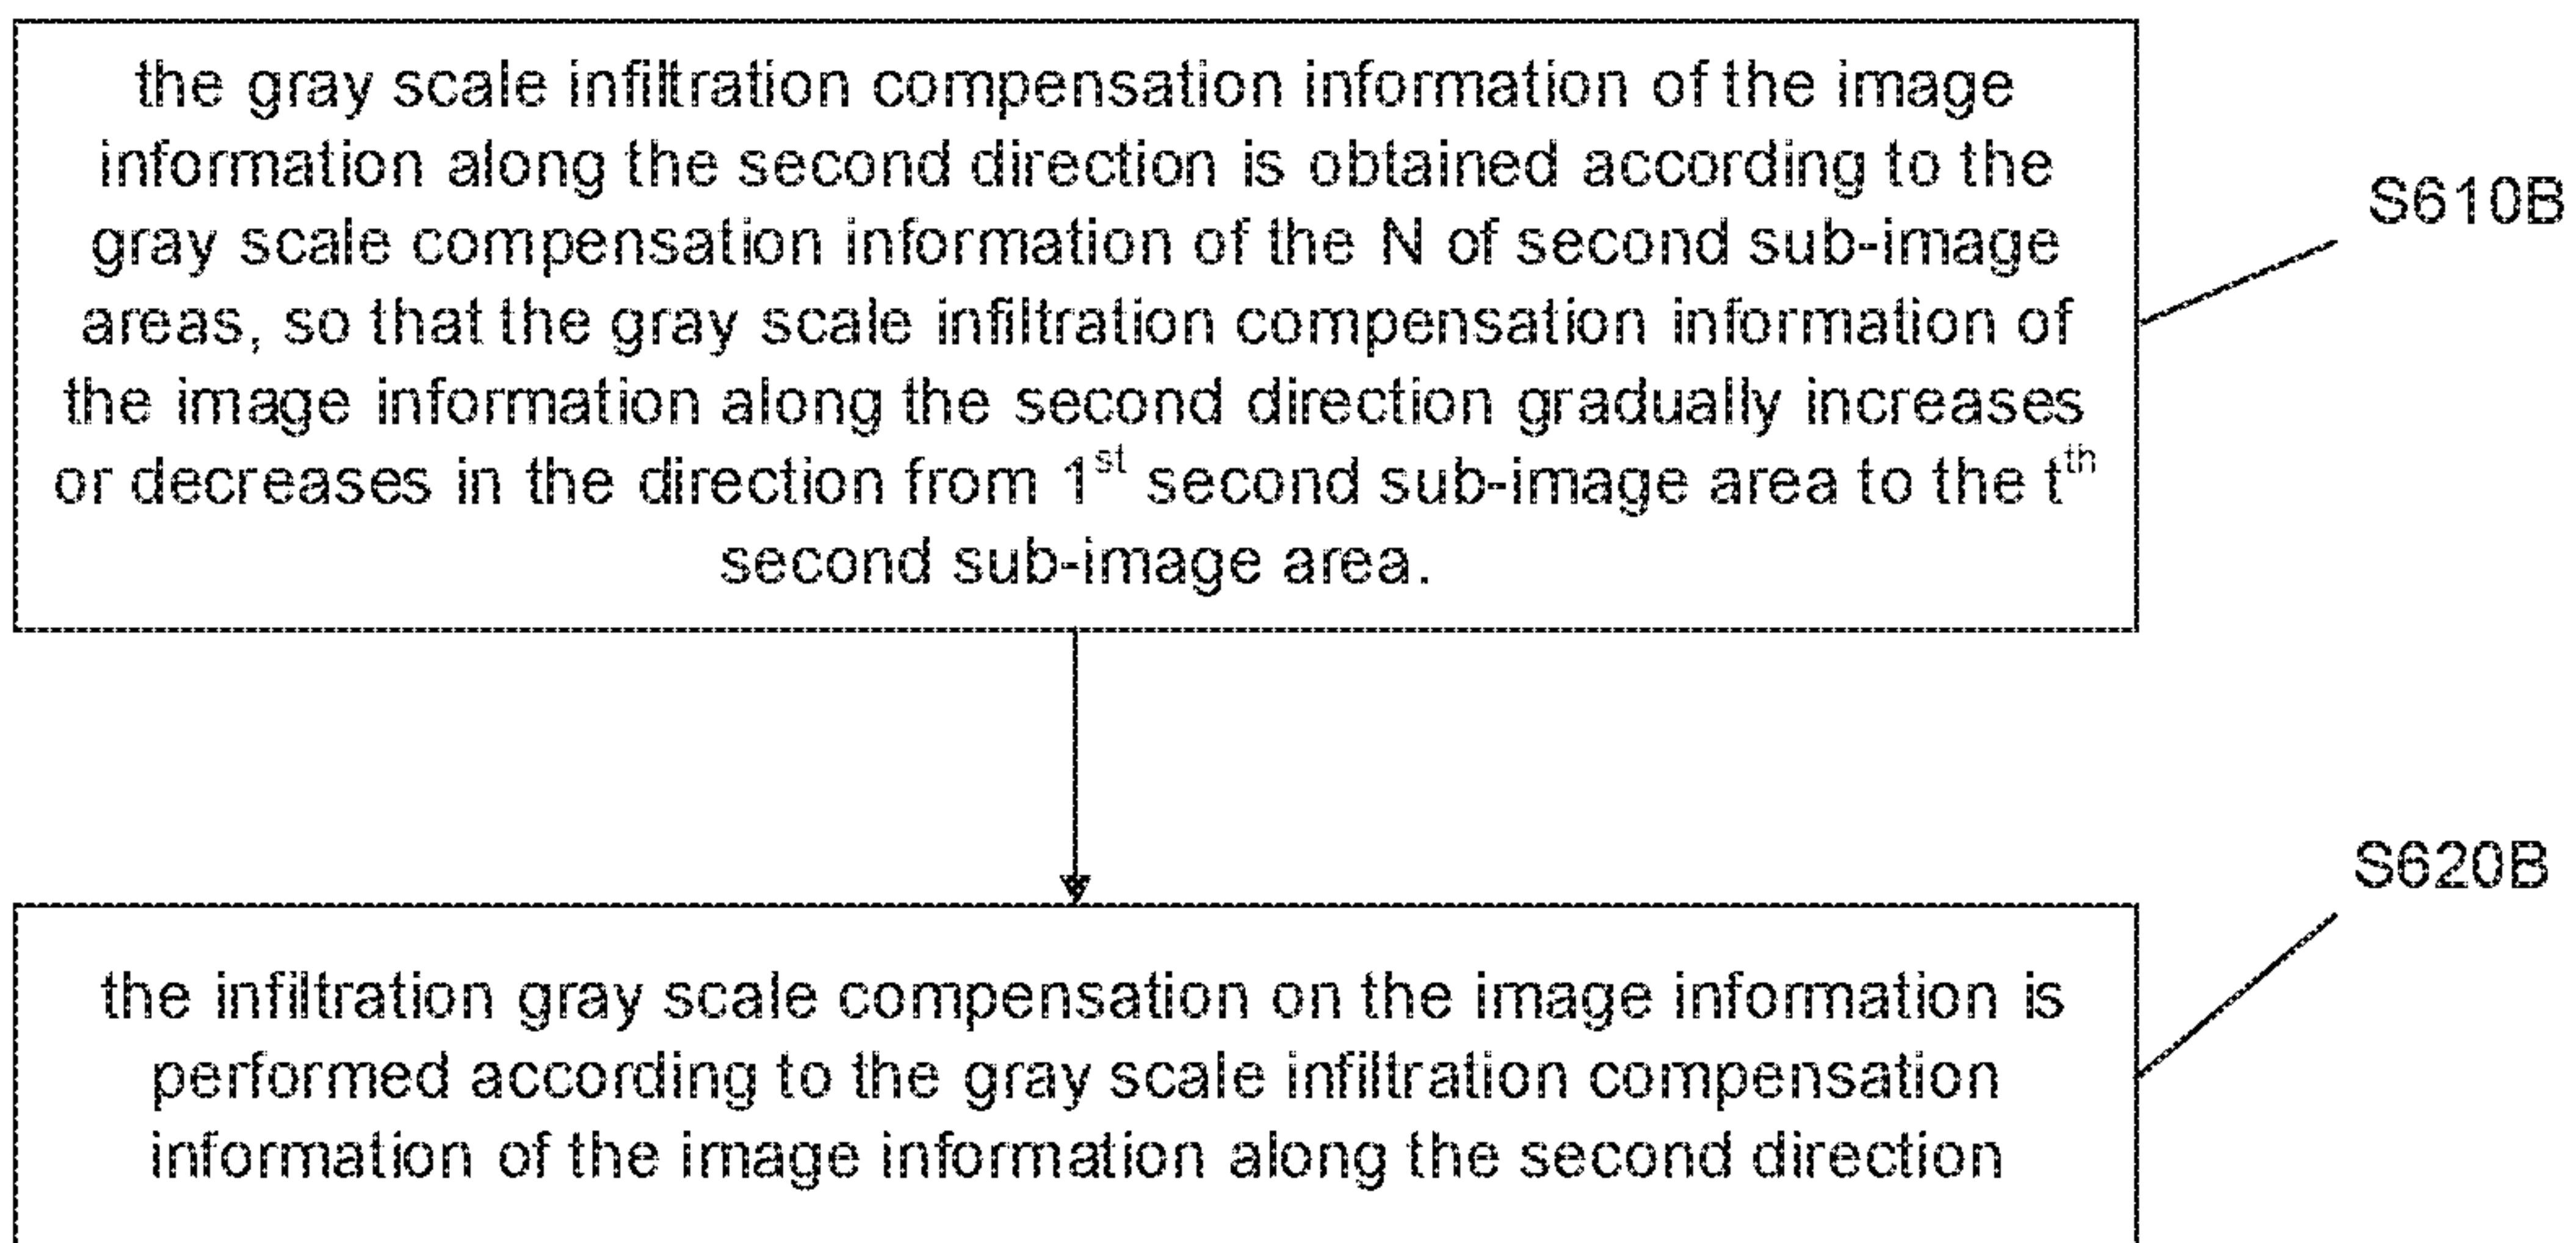 the gray scale infiltration compensation information of the image
information along the second direction is obtained according to the
gray scale compensation information of the N of second sub-image
areas, so that the gray scale infiltration compensation information of
the image information along the second direction gradually increases
or decreases in the direction from 1st second sub-image area to the tth
second sub-image area.
S610B
the infiltration gray scale compensation on the image information is
performed according to the gray scale infiltration compensation
information of the image information along the second direction
S620B